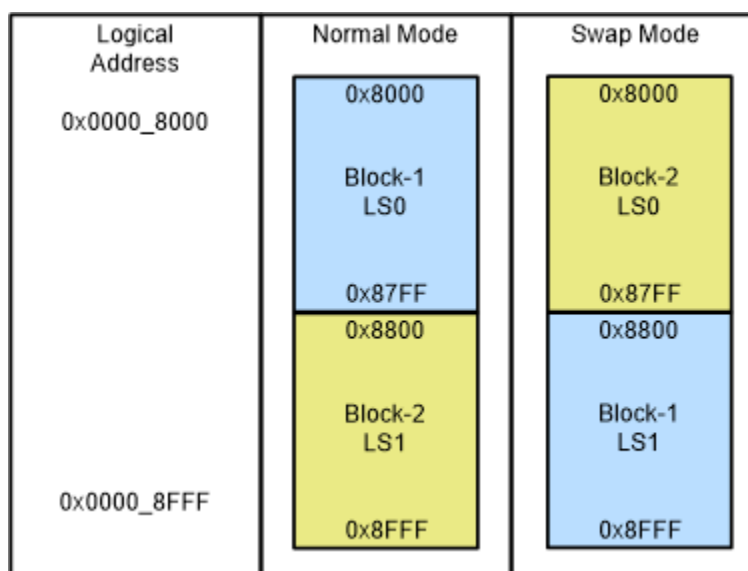 Logical
Address
0x0000_8000
0x0000_8FFF
Normal Mode
0x8000
Block-1
LS0
0x87FF
0x8800
Block-2
LS1
0x8FFF
Swap Mode
0x8000
Block-2
LS0
0x87FF
0x8800
Block-1
LS1
0x8FFF